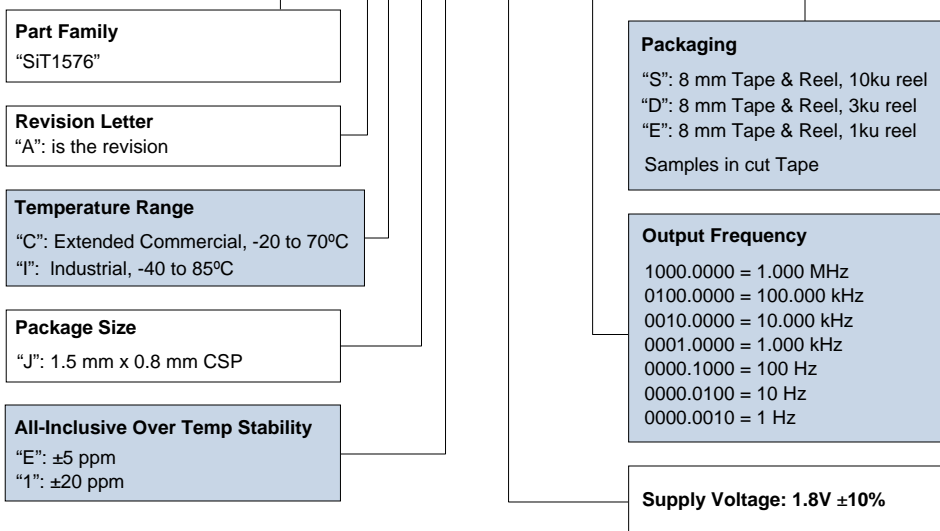 Part Family
“SiT1576”
Revision Letter
“A”: is the revision
Temperature Range
“C”: Extended Commercial, -20 to 70ºC
“I”: Industrial, -40 to 85ºC
Package Size
“J”: 1.5 mm x 0.8 mm CSP
All-Inclusive Over Temp Stability
“E”: ±5 ppm
“1”: ±20 ppm
Packaging
“S”: 8 mm Tape & Reel, 10ku reel
“D”: 8 mm Tape & Reel, 3ku reel
“E”: 8 mm Tape & Reel, 1ku reel
Samples in cut Tape
Output Frequency
1000.0000 = 1.000 MHz
0100.0000 = 100.000 kHz
0010.0000 = 10.000 kHz
0001.0000 = 1.000 kHz
0000.1000 = 100 Hz
0000.0100 = 10 Hz
0000.0010 = 1 Hz
Supply Voltage: 1.8V ±10%